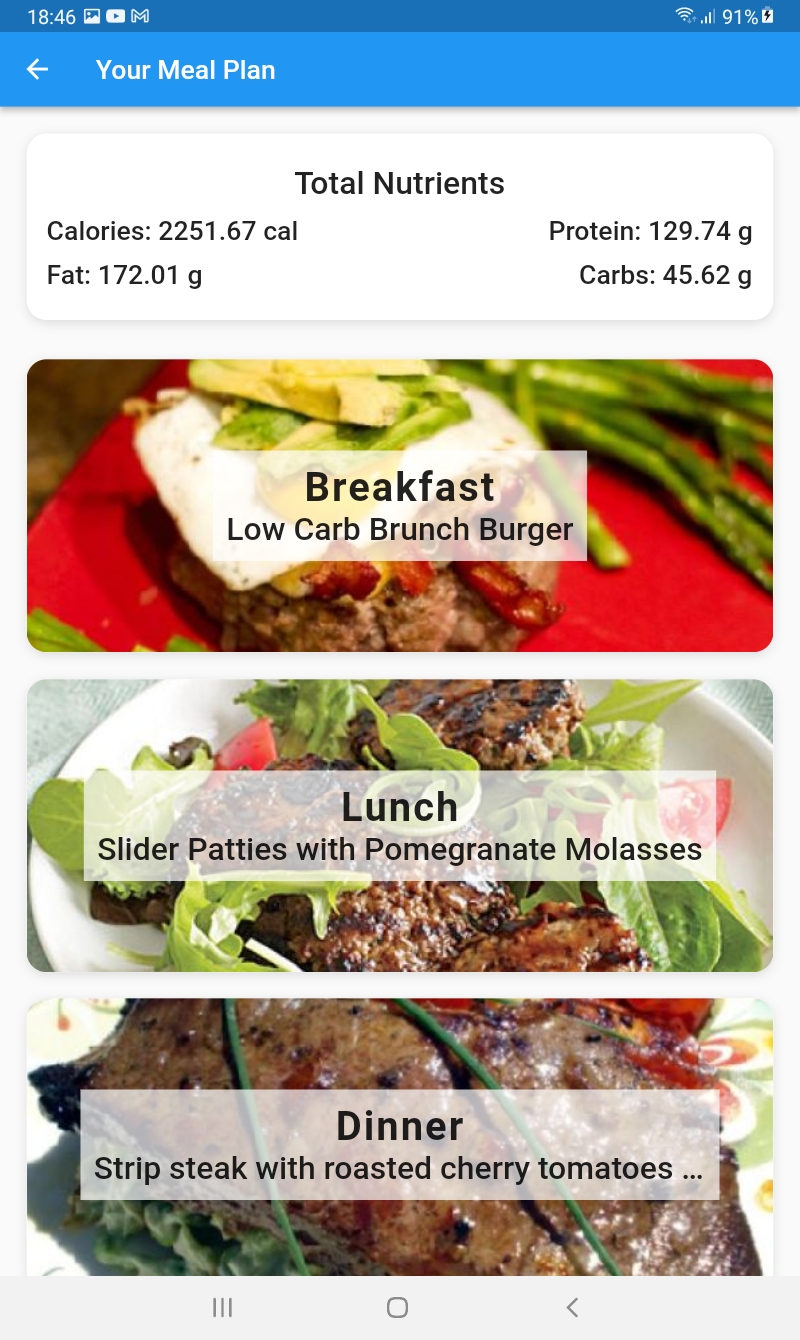 18:46 91%
Your Meal Plan
Total Nutrients
Calories: 2251.67 cal Protein: 129.74 g
Fat: 172.01 g Carbs: 45.62 g
Breakfast
Low Carb Brunch Burger
Lunch
Slider Patties with Pomegranate Molasses
Dinner
Strip steak with roasted cherry tomatoes ...